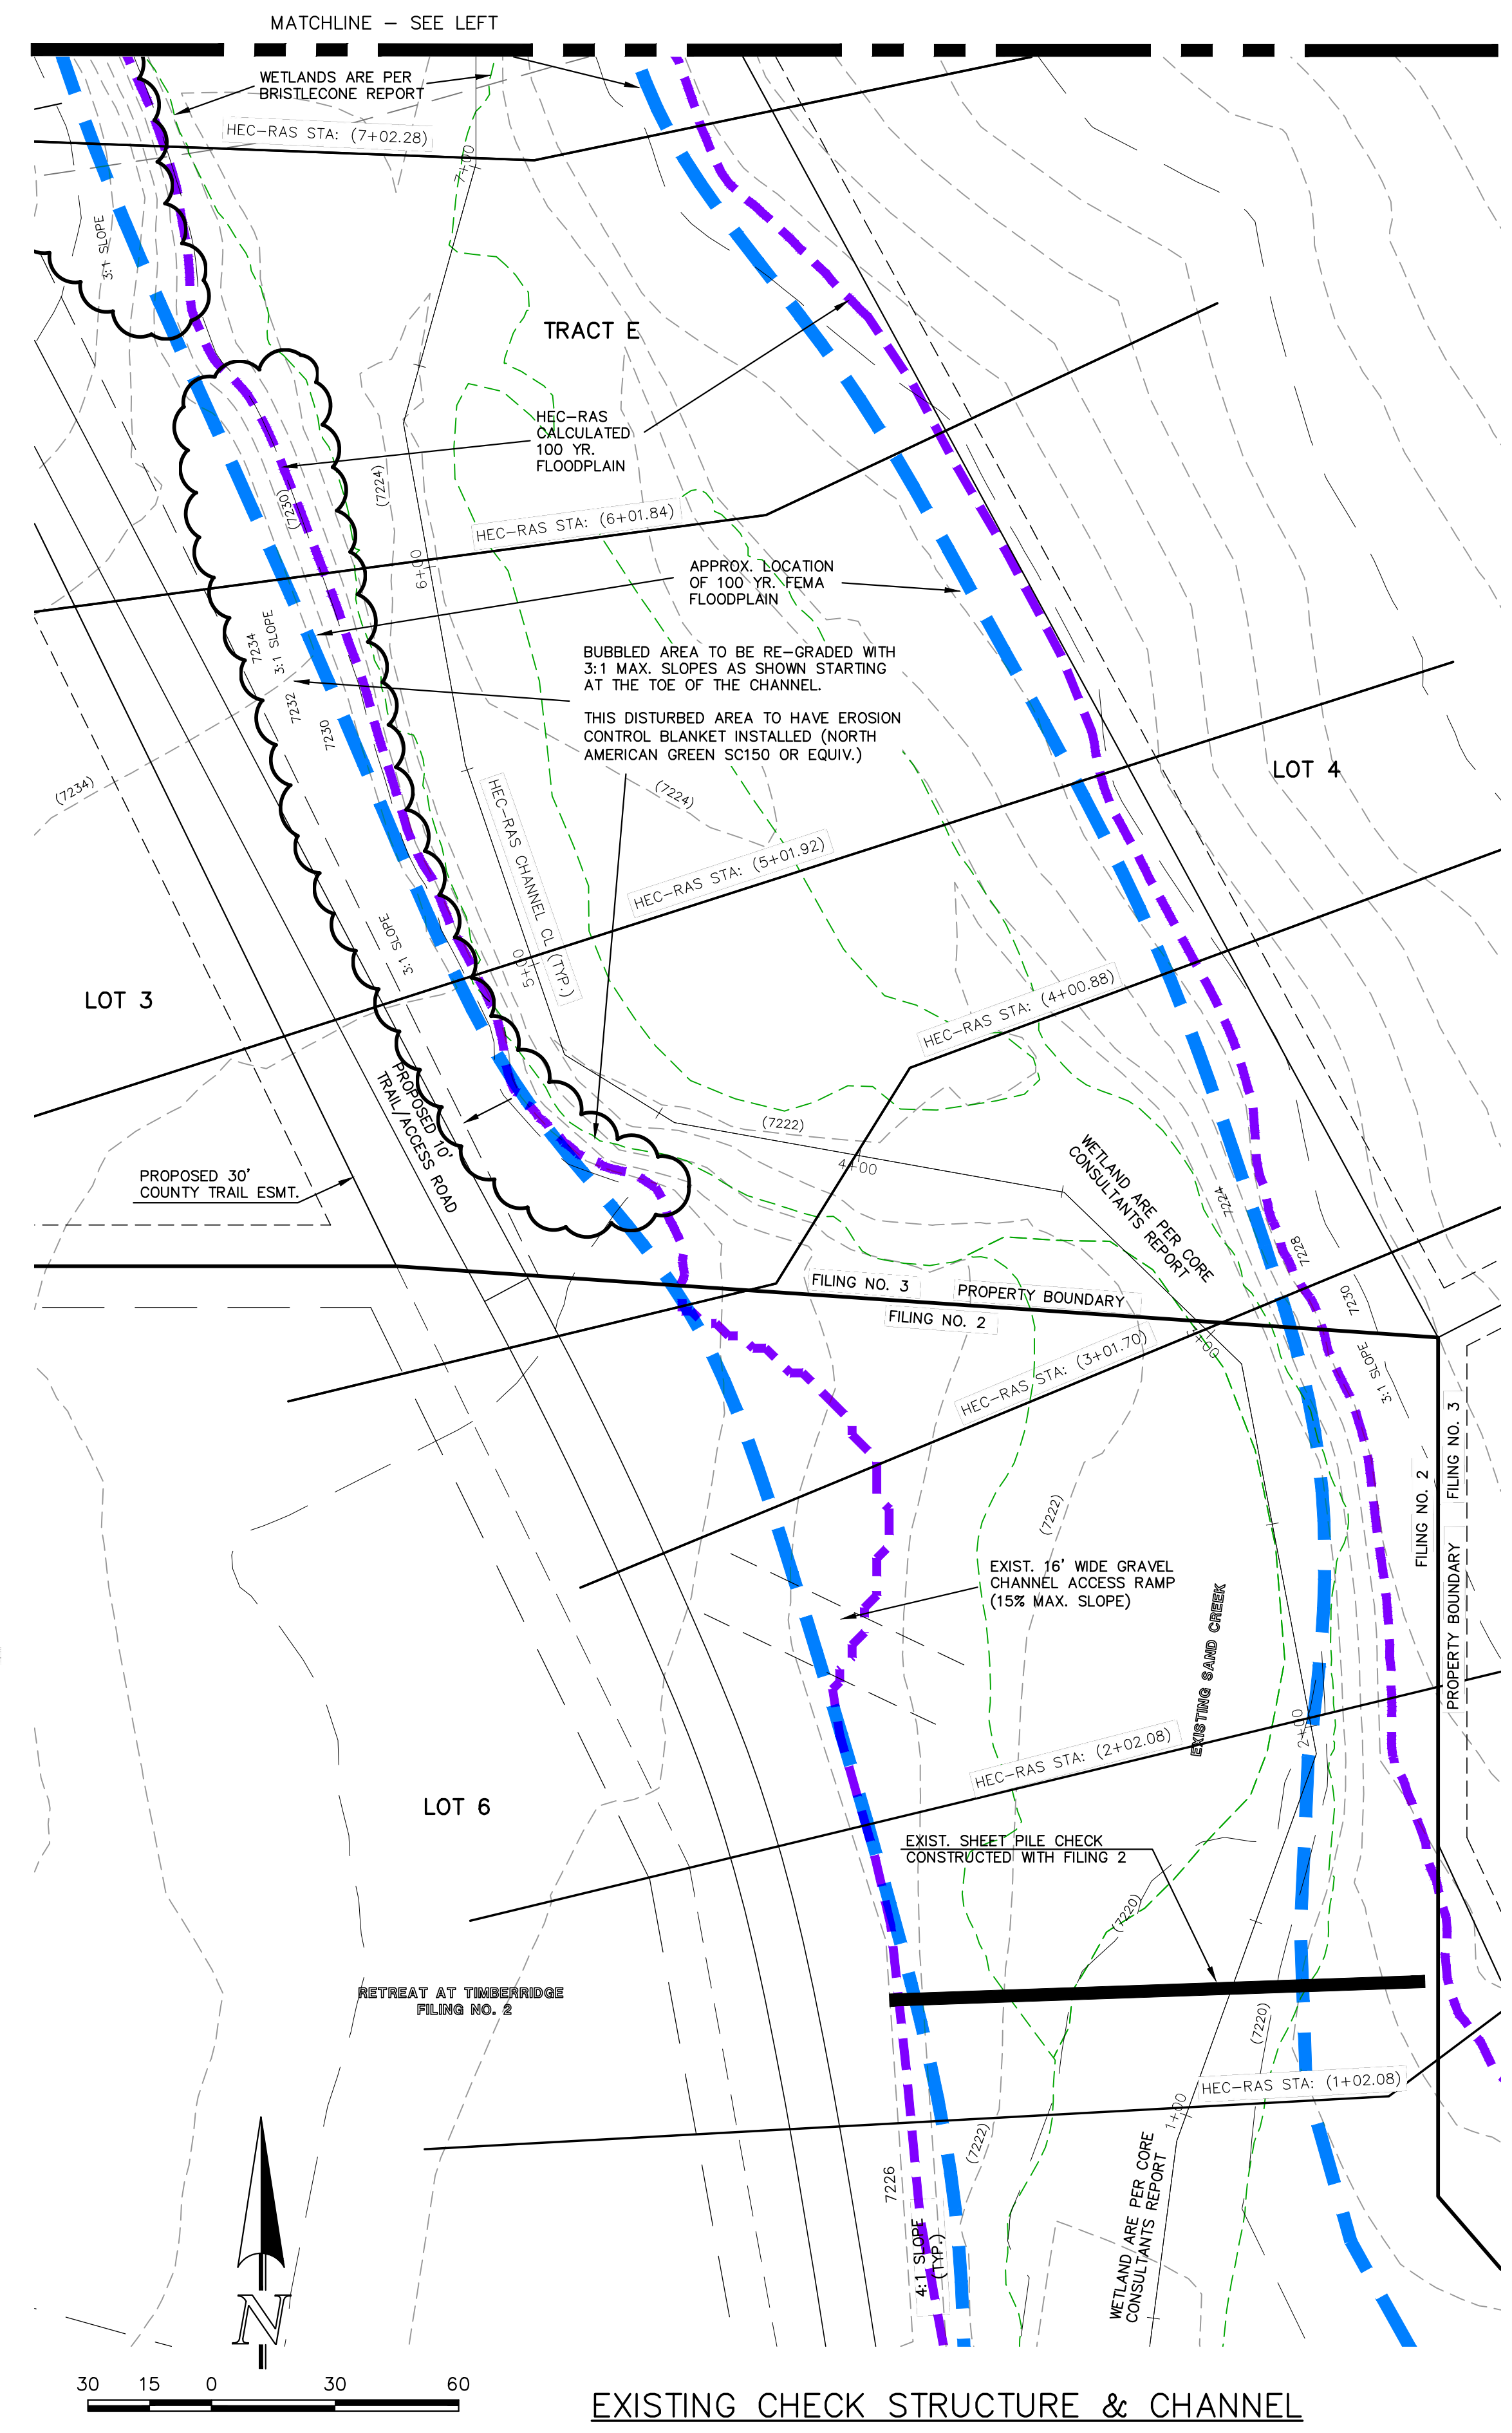 MATCHLINE – SEE LEFT
WETLANDS ARE PER
BRISTLECONE REPORT
HEC–RAS STA: (7+02.28)
7+00
3:1 SLOPE
TRACT E
HEC–RAS
CALCULATED
100 YR.
FLOODPLAIN
(7224)
(7230)
HEC–RAS STA: (6+01.84)
6+00
APPROX. LOCATION
OF 100 YR. FEMA
FLOODPLAIN
7234
3:1 SLOPE
7232
7230
BUBBLED AREA TO BE RE–GRADED WITH
3:1 MAX. SLOPES AS SHOWN STARTING
AT THE TOE OF THE CHANNEL.
THIS DISTURBED AREA TO HAVE EROSION
CONTROL BLANKET INSTALLED (NORTH
AMERICAN GREEN SC150 OR EQUIV.)
(7234)
(7224)
LOT 4
HEC–RAS CHANNEL CL (TYP.)
HEC–RAS STA: (5+01.92)
3:1 SLOPE
5+00
LOT 3
HEC–RAS STA: (4+00.88)
PROPOSED 10'
TRAIL/ACCESS ROAD
(7222)
4+00
WETLAND ARE PER CORE
CONSULTANTS REPORT
PROPOSED 30'
COUNTY TRAIL ESMT.
7224
7228
7230
3:1 SLOPE
FILING NO. 3
PROPERTY BOUNDARY
FILING NO. 2
HEC–RAS STA: (3+01.70)
FILING NO. 2
FILING NO. 3
PROPERTY BOUNDARY
(7222)
EXIST. 16' WIDE GRAVEL
CHANNEL ACCESS RAMP
(15% MAX. SLOPE)
EXISTING SAND CREEK
2+00
HEC–RAS STA: (2+02.08)
LOT 6
EXIST. SHEET PILE CHECK
CONSTRUCTED WITH FILING 2
(7220)
RETREAT AT TIMBERRIDGE
FILING NO. 2
(7220)
HEC–RAS STA: (1+02.08)
1+00
(7222)
7226
4:1 SLOPE
(TYP.)
WETLAND ARE PER CORE
CONSULTANTS REPORT
N
30 15 0 30 60
EXISTING CHECK STRUCTURE & CHANNEL